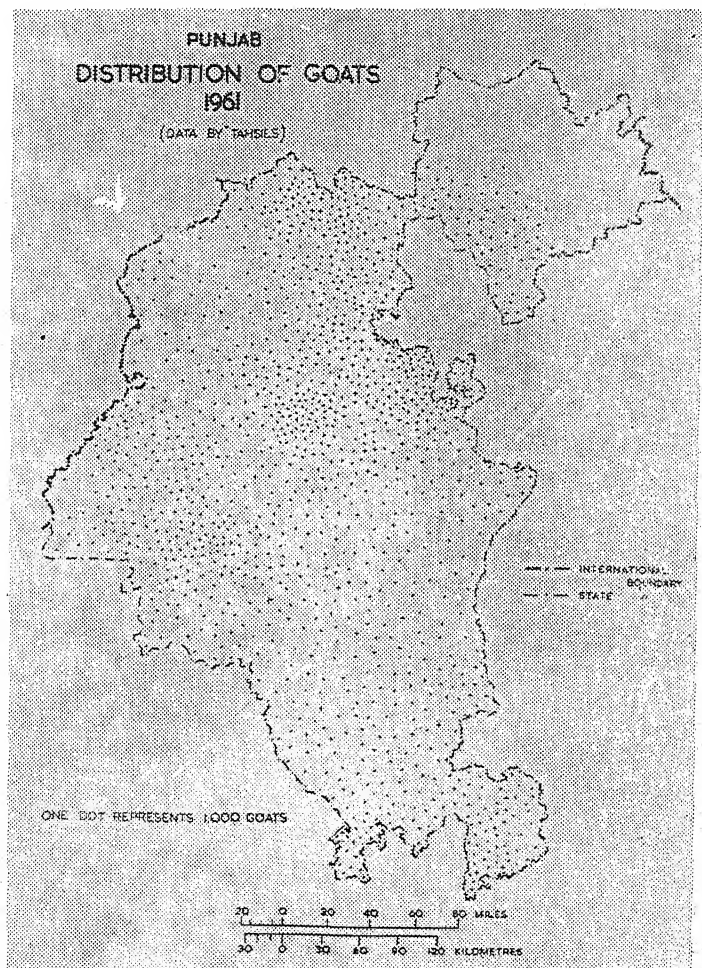 PUNJAB
DISTRIBUTION OF GOATS
1961
(DATA BY TAHSILS)
INTERNATIONAL
BOUNDARY
STATE "
ONE DOT REPRESENTS 1,000 GOATS
20 0 20 40 60 80 MILES
30 0 30 60 90 120 KILOMETRES